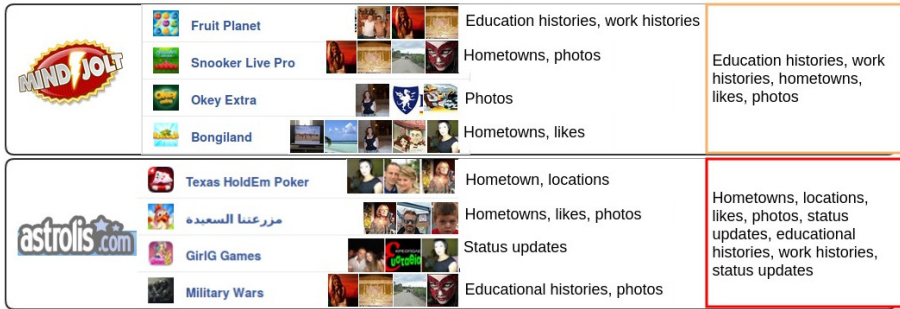 MINDJOLT
Fruit Planet Education histories, work histories
Snooker Live Pro Hometowns, photos
Okey Extra Photos
Bongiland Hometowns, likes
Education histories, work
histories, hometowns,
likes, photos
astrolis.com
Texas HoldEm Poker Hometown, locations
مزرعتنا السعيدة Hometowns, likes, photos
GirlG Games Status updates
Military Wars Educational histories, photos
Hometowns, locations,
likes, photos, status
updates, educational
histories, work histories,
status updates